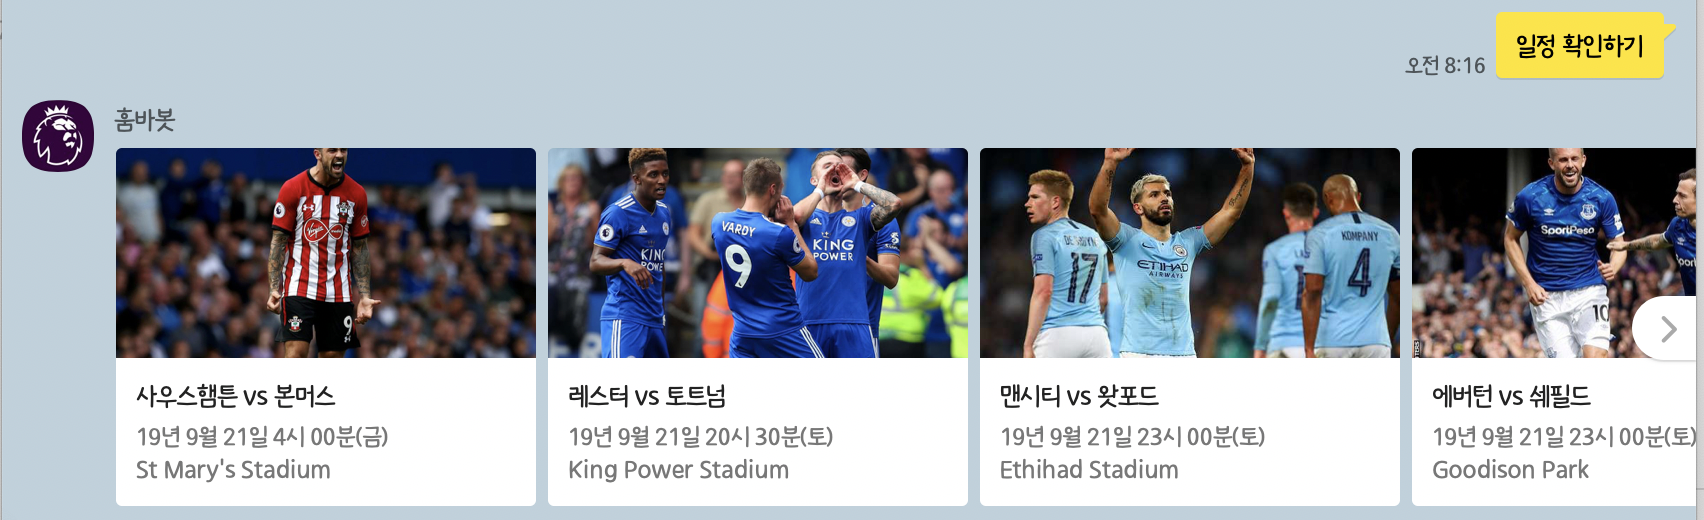 일정 확인하기
오전 8:16
훔바봇
Virgin
9
VARDY
9
KING
POWER
KING
POWER
17
ETIHAD
AIRWAYS
KOMPANY
4
SportPesa
10
사우스햄튼 vs 본머스
19년 9월 21일 4시 00분(금)
St Mary's Stadium
레스터 vs 토트넘
19년 9월 21일 20시 30분(토)
King Power Stadium
맨시티 vs 왓포드
19년 9월 21일 23시 00분(토)
Ethihad Stadium
에버턴 vs 셰필드
19년 9월 21일 23시 00분(토)
Goodison Park